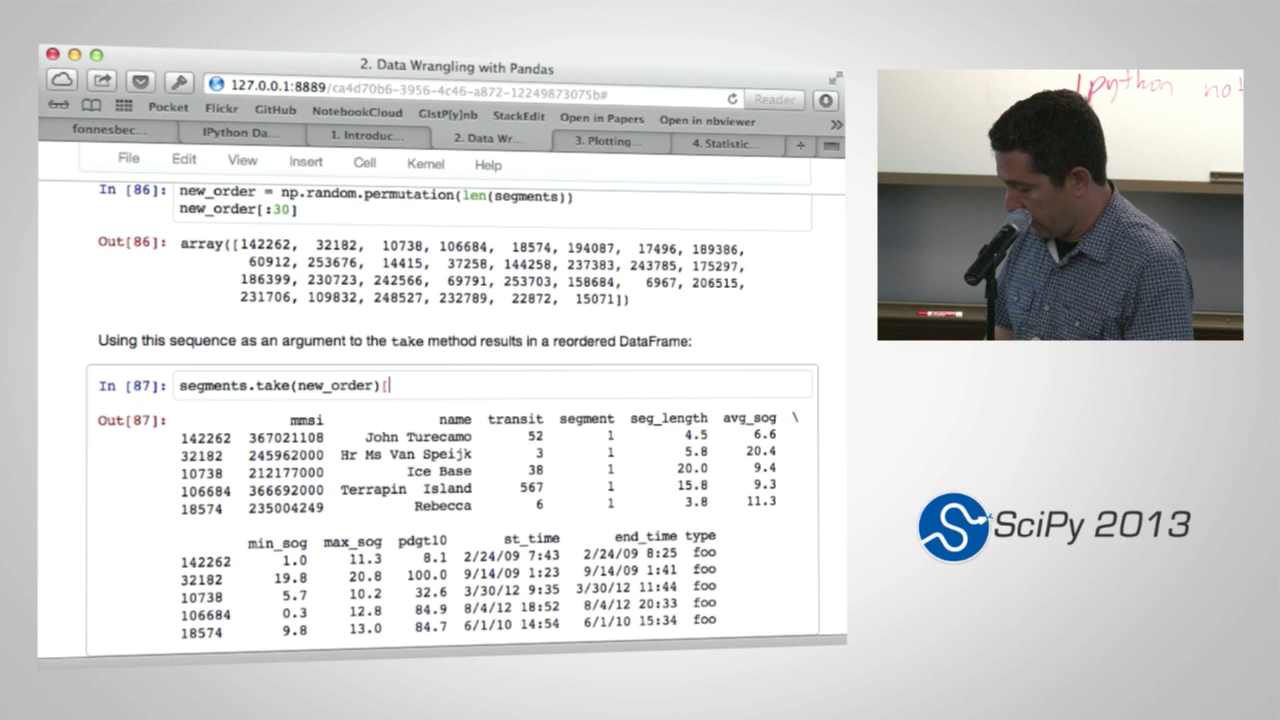 2. Data Wrangling with Pandas
127.0.0.1:8889/ca4d70b6-3956-4c46-a872-12249873075b#
Reader
Pocket Flickr GitHub NotebookCloud GIstP[y]nb StackEdit Open in Papers Open in nbviewer »
fonnesbec... IPython Da... 1. Introduc... 2. Data Wr... 3. Plotting... 4. Statistic... +
File Edit View Insert Cell Kernel Help
In [86]: new_order = np.random.permutation(len(segments))
new_order[:30]
Out[86]: array([142262, 32182, 10738, 106684, 18574, 194087, 17496, 189386,
60912, 253676, 14415, 37258, 144258, 237383, 243785, 175297,
186399, 230723, 242566, 69791, 253703, 158684, 6967, 206515,
231706, 109832, 248527, 232789, 22872, 15071])
Using this sequence as an argument to the take method results in a reordered DataFrame:
In [87]: segments.take(new_order)[
Out[87]: mmsi name transit segment seg_length avg_sog \
142262 367021108 John Turecamo 52 1 4.5 6.6
32182 245962000 Hr Ms Van Speijk 3 1 5.8 20.4
10738 212177000 Ice Base 38 1 20.0 9.4
106684 366692000 Terrapin Island 567 1 15.8 9.3
18574 235004249 Rebecca 6 1 3.8 11.3
min_sog max_sog pdgt10 st_time end_time type
142262 1.0 11.3 8.1 2/24/09 7:43 2/24/09 8:25 foo
32182 19.8 20.8 100.0 9/14/09 1:23 9/14/09 1:41 foo
10738 5.7 10.2 32.6 3/30/12 9:35 3/30/12 11:44 foo
106684 0.3 12.8 84.9 8/4/12 18:52 8/4/12 20:33 foo
18574 9.8 13.0 84.7 6/1/10 14:54 6/1/10 15:34 foo
Ipython not
SciPy 2013